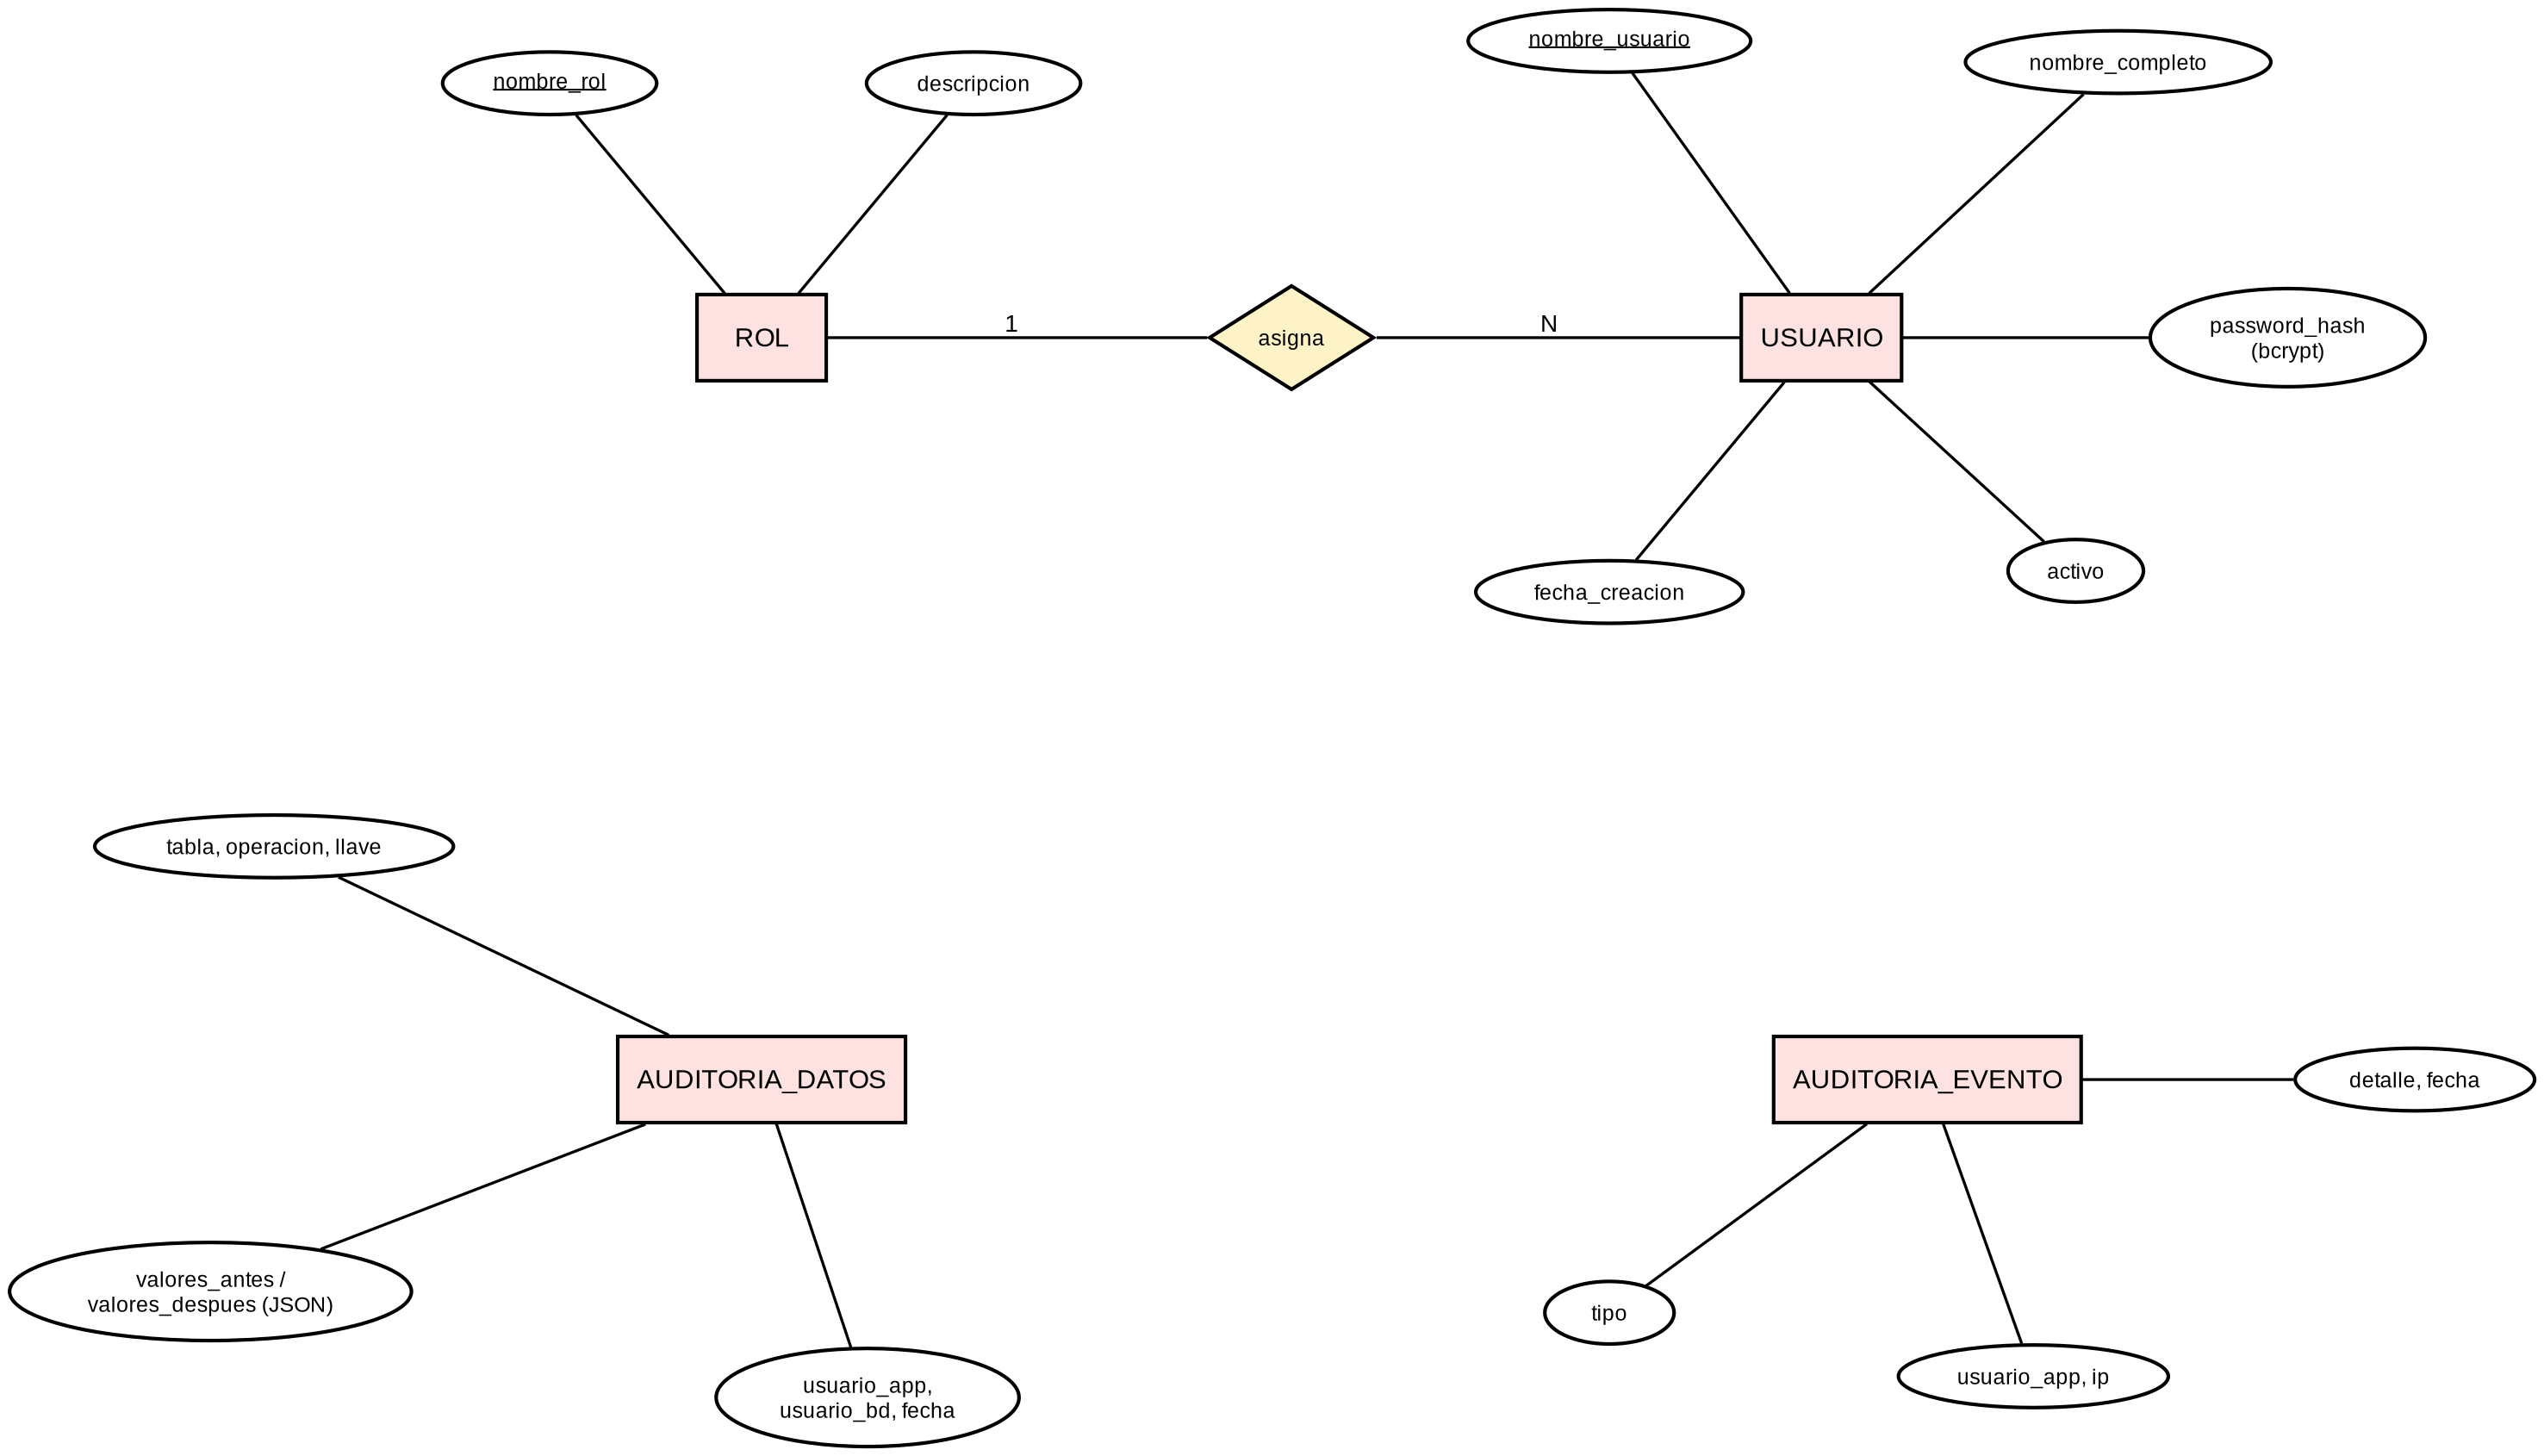 nombre_usuario
nombre_completo
nombre_rol
descripcion
ROL
1
asigna
N
USUARIO
password_hash
(bcrypt)
fecha_creacion
activo
tabla, operacion, llave
AUDITORIA_DATOS
AUDITORIA_EVENTO
detalle, fecha
valores_antes /
valores_despues (JSON)
tipo
usuario_app,
usuario_bd, fecha
usuario_app, ip